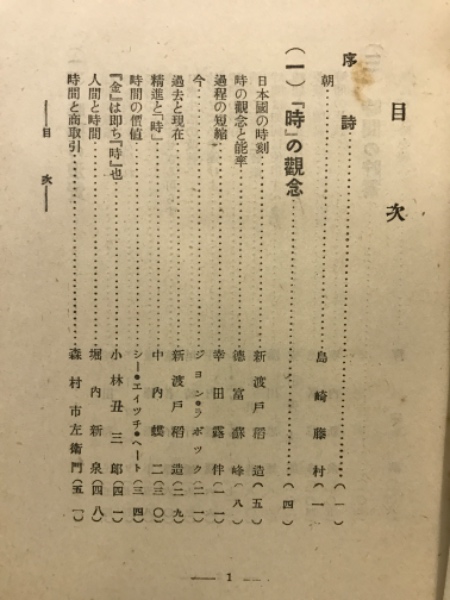 目次
序詩……(一)
朝……島崎藤村(一)
(一)『時』の觀念……(四)
日本國の時刻……新渡戸稻造(五)
時の觀念と能率……德富蘇峰(八)
過程の短縮……幸田露伴(一一)
今……ジョン・ラボック(二一)
過去と現在……新渡戸稻造(二九)
精進と『時』……中內蝶二(三〇)
時間の價値……シー・エイツチ・ヘート(三四)
『金』は即ち『時』也……小林丑三郎(四一)
人間と時間……堀內新泉(四八)
時間と商取引……森村市左衞門(五一)
目次
1